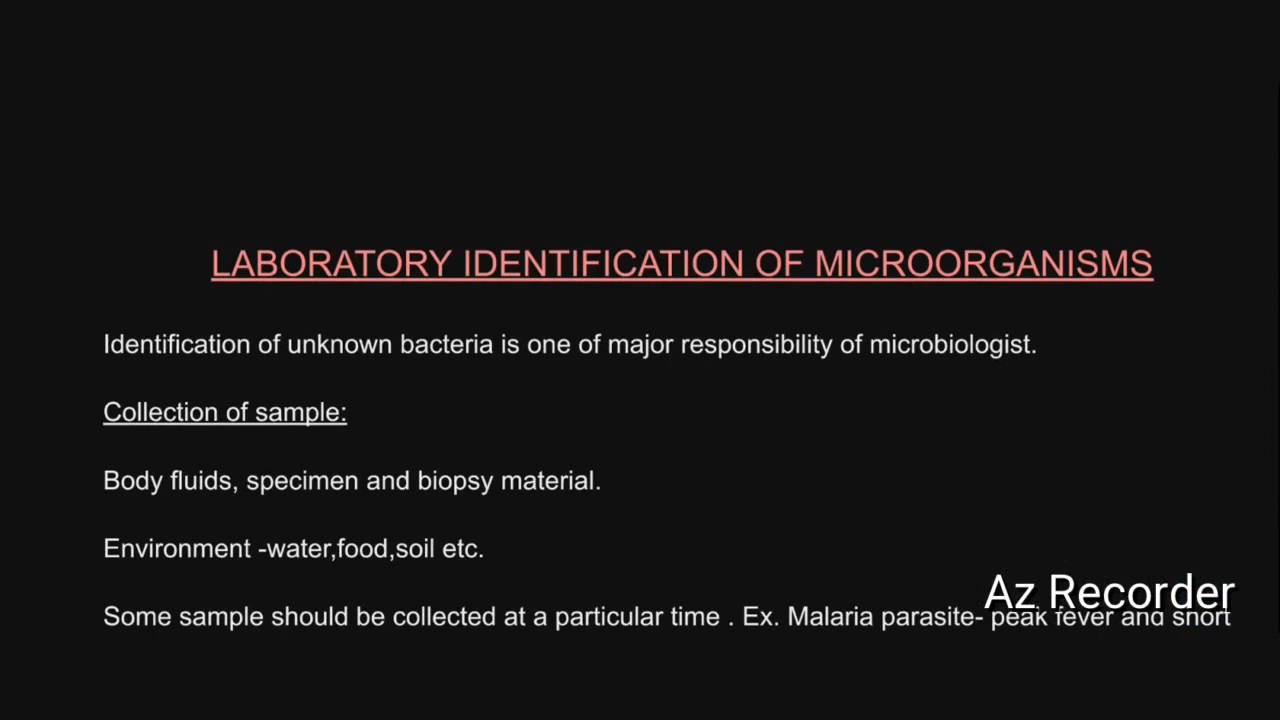 LABORATORY IDENTIFICATION OF MICROORGANISMS
Identification of unknown bacteria is one of major responsibility of microbiologist.
Collection of sample:
Body fluids, specimen and biopsy material.
Environment -water,food,soil etc.
Az Recorder
Some sample should be collected at a particular time . Ex. Malaria parasite- peak fever and short